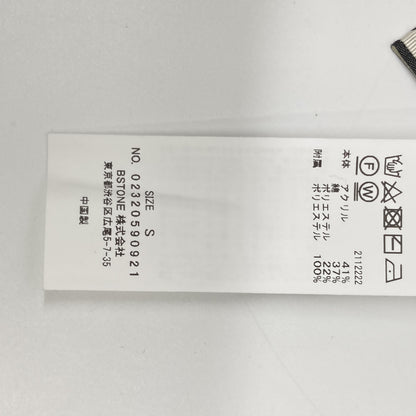 F W
2112222
本体 アクリル 41%
綿 37%
ポリエステル 22%
附属 ポリエステル 100%
SIZE S
BSTONE 株式会社
NO. 02320590921
東京都渋谷区広尾5-7-35
中国製